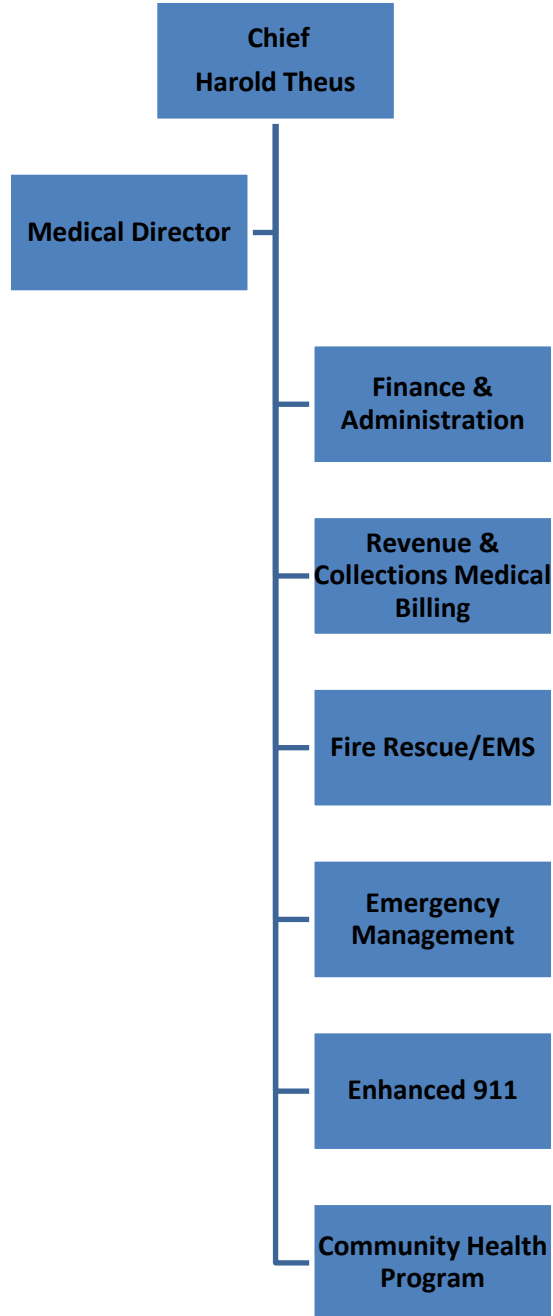 Chief
Harold Theus
Medical Director
Finance &
Administration
Revenue &
Collections Medical
Billing
Fire Rescue/EMS
Emergency
Management
Enhanced 911
Community Health
Program